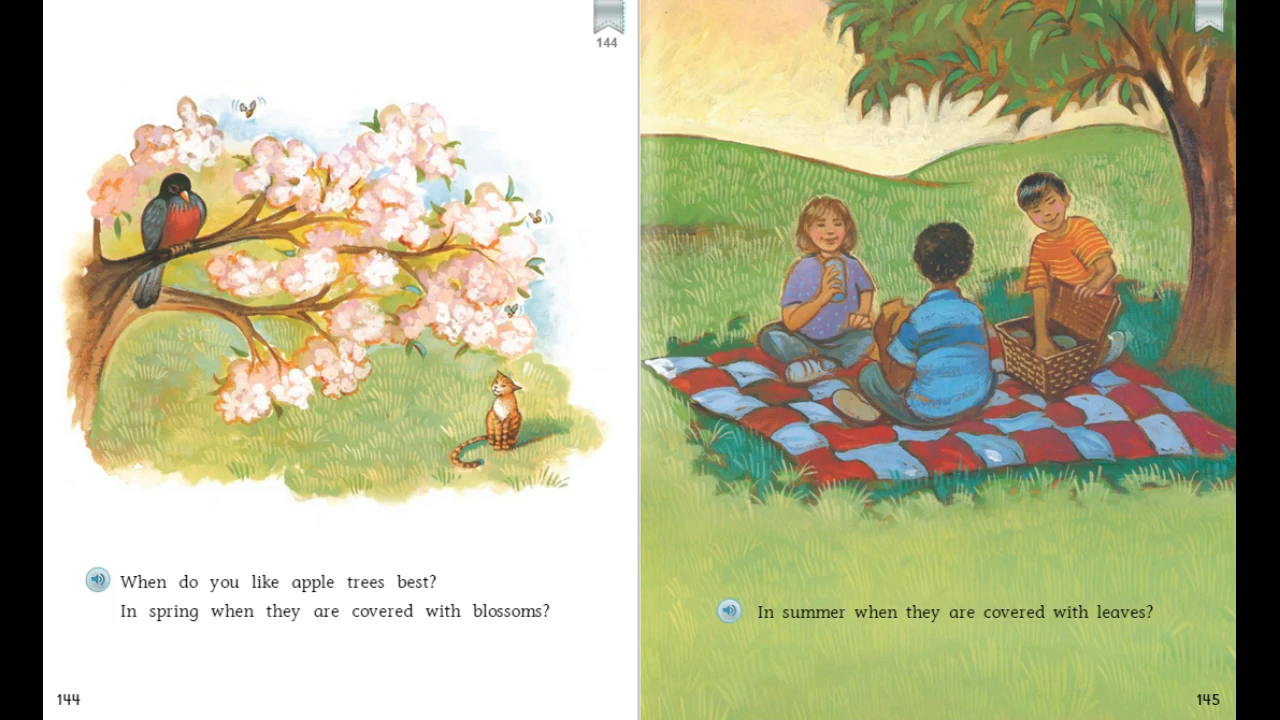 144
145
When do you like apple trees best?
In spring when they are covered with blossoms?
In summer when they are covered with leaves?
144
145